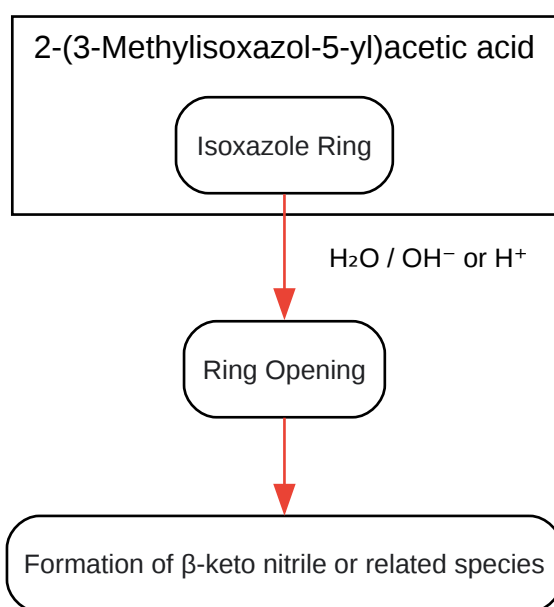 2-(3-Methylisoxazol-5-yl)acetic acid
Isoxazole Ring
H₂O / OH⁻ or H⁺
Ring Opening
Formation of β-keto nitrile or related species